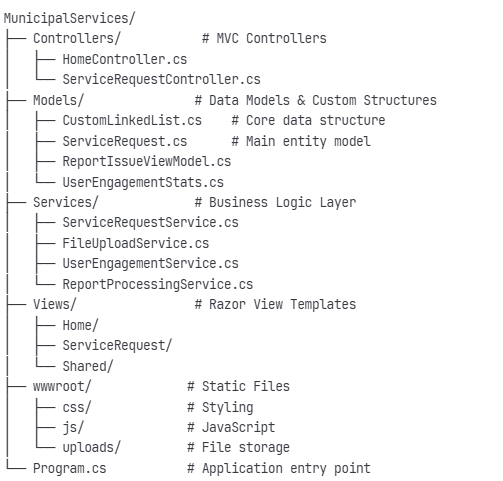 MunicipalServices/
├── Controllers/           # MVC Controllers
│   ├── HomeController.cs
│   └── ServiceRequestController.cs
├── Models/               # Data Models & Custom Structures
│   ├── CustomLinkedList.cs    # Core data structure
│   ├── ServiceRequest.cs      # Main entity model
│   ├── ReportIssueViewModel.cs
│   └── UserEngagementStats.cs
├── Services/             # Business Logic Layer
│   ├── ServiceRequestService.cs
│   ├── FileUploadService.cs
│   ├── UserEngagementService.cs
│   └── ReportProcessingService.cs
├── Views/                # Razor View Templates
│   ├── Home/
│   ├── ServiceRequest/
│   └── Shared/
├── wwwroot/             # Static Files
│   ├── css/             # Styling
│   ├── js/              # JavaScript
│   └── uploads/         # File storage
└── Program.cs           # Application entry point